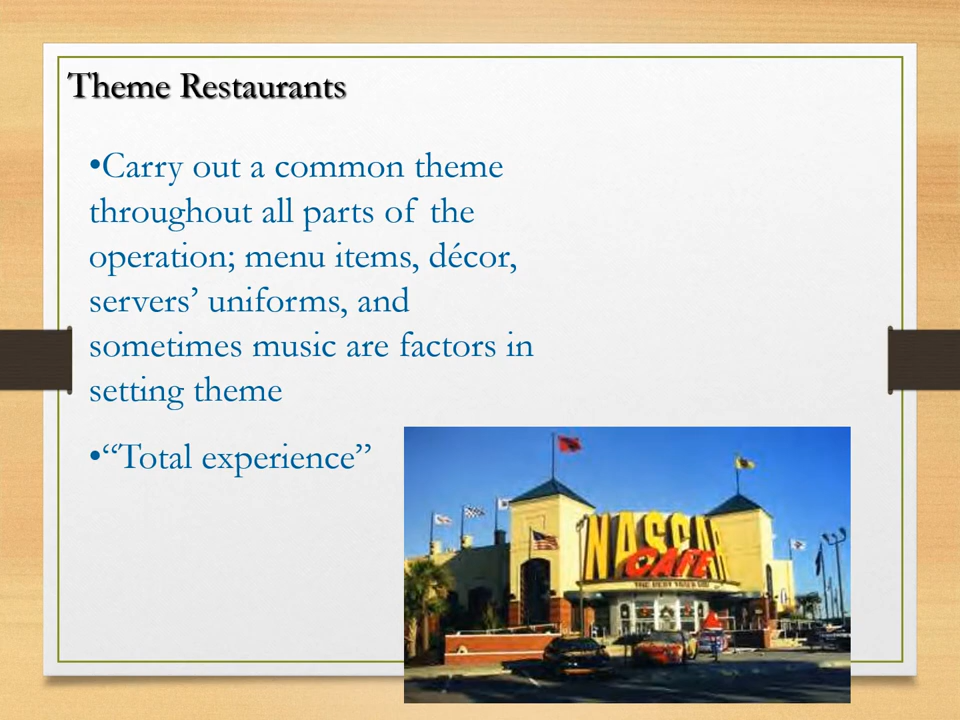 Theme Restaurants
•Carry out a common theme
throughout all parts of the
operation; menu items, décor,
servers’ uniforms, and
sometimes music are factors in
setting theme
•“Total experience”
NASCAR
CAFE